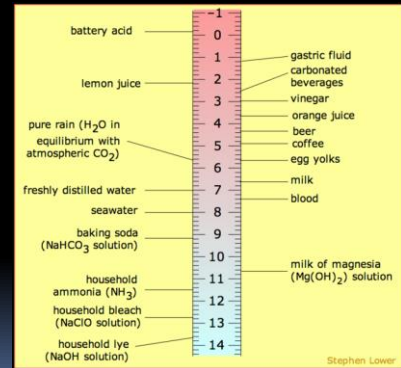 battery acid
lemon juice
pure rain (H₂O in
equilibrium with
atmospheric CO₂)
freshly distilled water
seawater
baking soda
(NaHCO₃ solution)
household
ammonia (NH₃)
household bleach
(NaClO solution)
household lye
(NaOH solution)
-1
0
1
2
3
4
5
6
7
8
9
10
11
12
13
14
gastric fluid
carbonated
beverages
vinegar
orange juice
beer
coffee
egg yolks
milk
blood
milk of magnesia
(Mg(OH)₂) solution
Stephen Lower